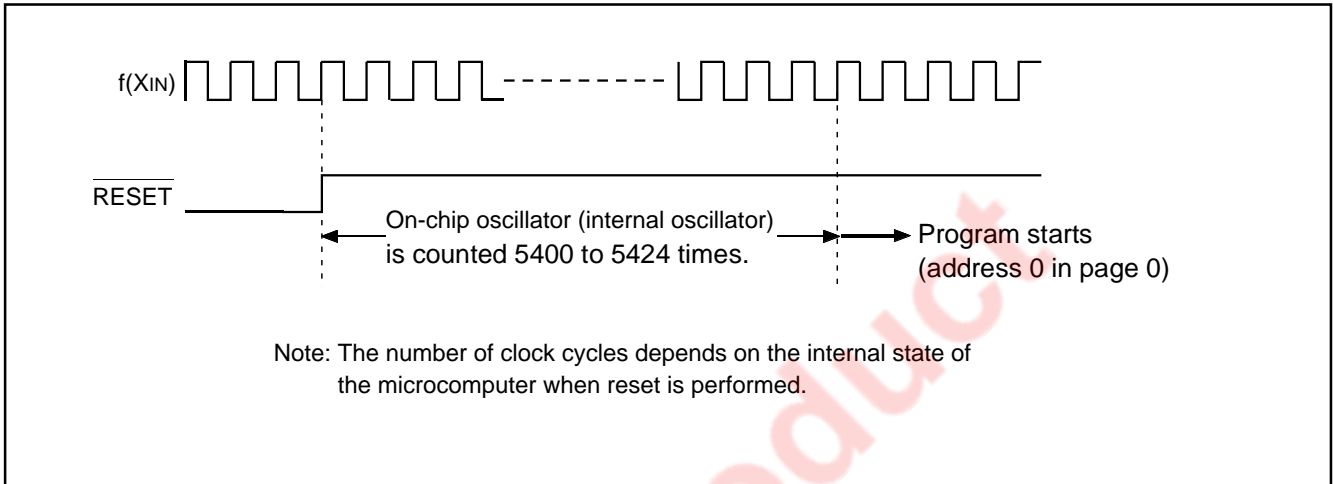 f(XIN)
RESET
On-chip oscillator (internal oscillator)
is counted 5400 to 5424 times.
Program starts
(address 0 in page 0)
Note: The number of clock cycles depends on the internal state of
the microcomputer when reset is performed.
duct